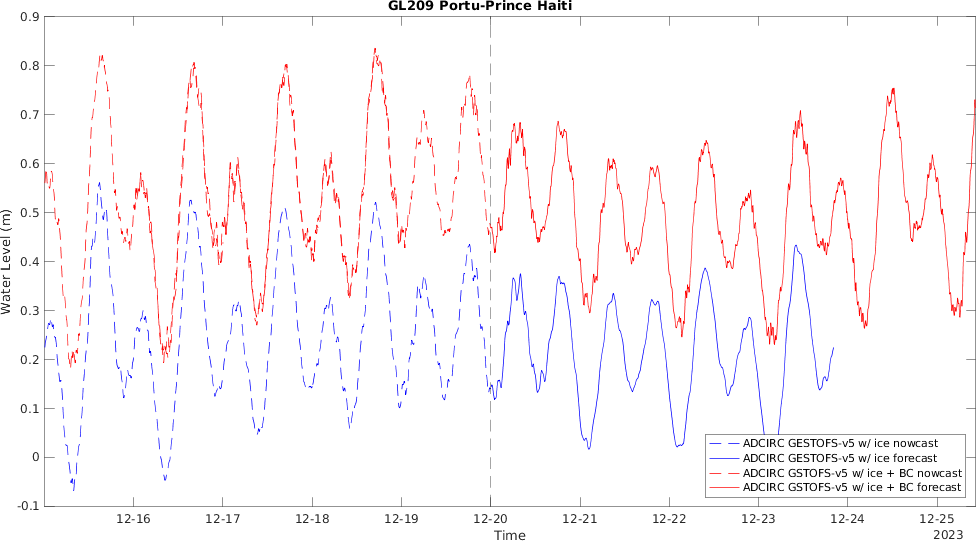 GL209 Portu-Prince Haiti
0.9
0.8
0.7
0.6
0.5
0.4
0.3
0.2
0.1
0
-0.1
Water Level (m)
ADCIRC GESTOFS-v5 w/ ice nowcast
ADCIRC GESTOFS-v5 w/ ice forecast
ADCIRC GSTOFS-v5 w/ ice + BC nowcast
ADCIRC GSTOFS-v5 w/ ice + BC forecast
12-16 12-17 12-18 12-19 12-20 12-21 12-22 12-23 12-24 12-25
Time
2023